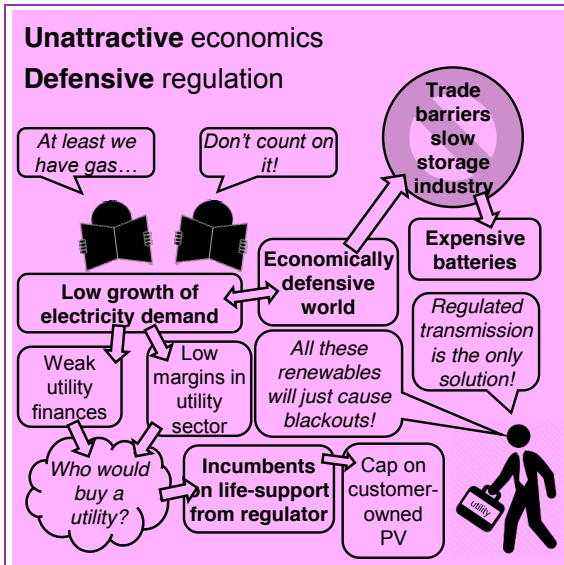 Unattractive economics
Defensive regulation
Trade
barriers
slow
storage
industry
At least we
have gas…
Don't count on
it!
Expensive
batteries
Economically
defensive
world
Low growth of
electricity demand
Regulated
transmission
is the only
solution!
Weak
utility
finances
Low
margins in
utility
sector
All these
renewables
will just cause
blackouts!
Who would
buy a
utility?
Incumbents
on life-support
from regulator
Cap on
customer-
owned
PV
utility